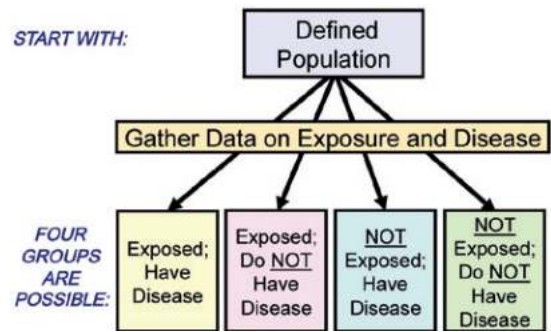 START WITH:
Defined
Population
Gather Data on Exposure and Disease
FOUR
GROUPS
ARE
POSSIBLE:
Exposed;
Have
Disease
Exposed;
Do NOT
Have
Disease
NOT
Exposed;
Have
Disease
NOT
Exposed;
Do NOT
Have
Disease